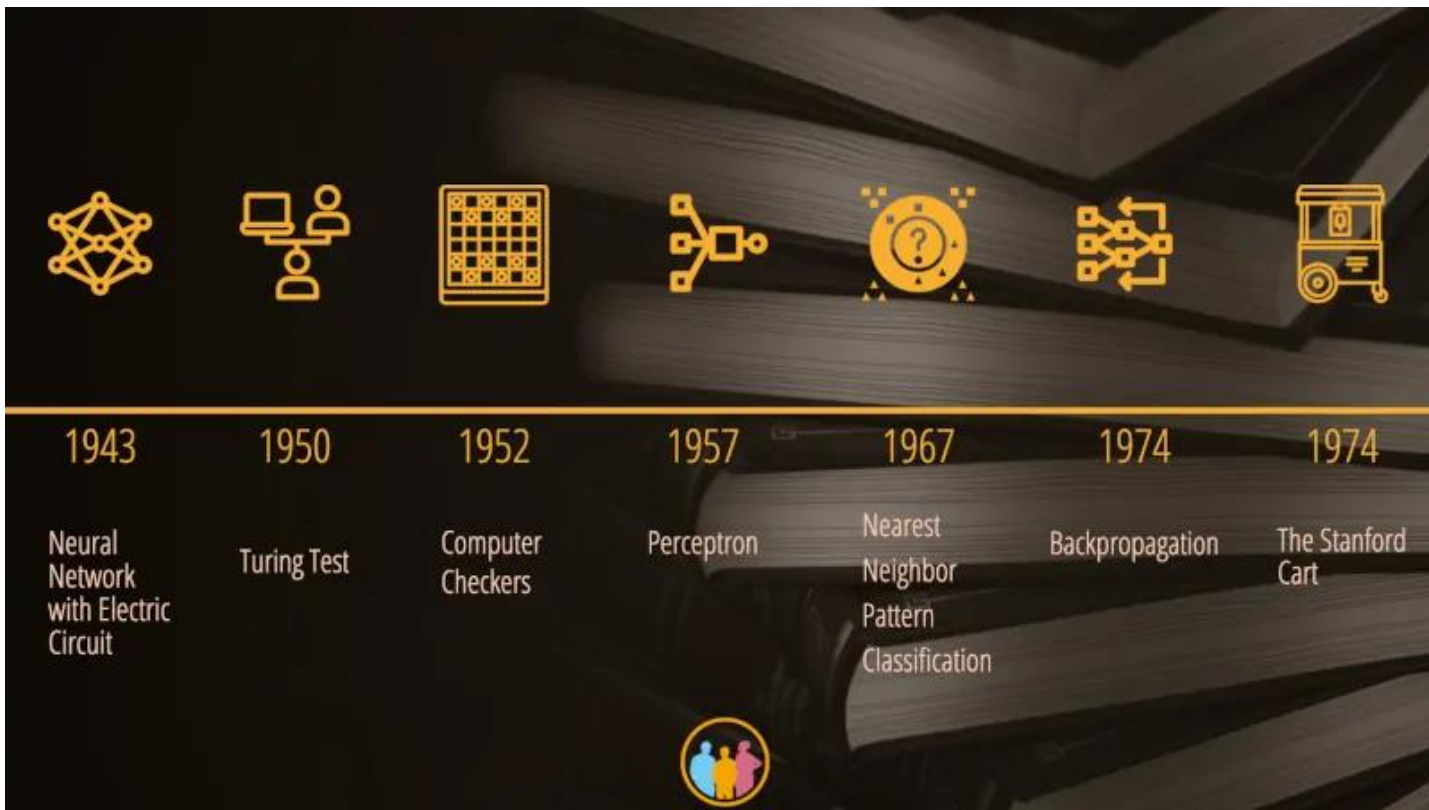 1943
1950
1952
1957
1967
1974
1974
Neural
Network
with Electric
Circuit
Turing Test
Computer
Checkers
Perceptron
Nearest
Neighbor
Pattern
Classification
Backpropagation
The Stanford
Cart